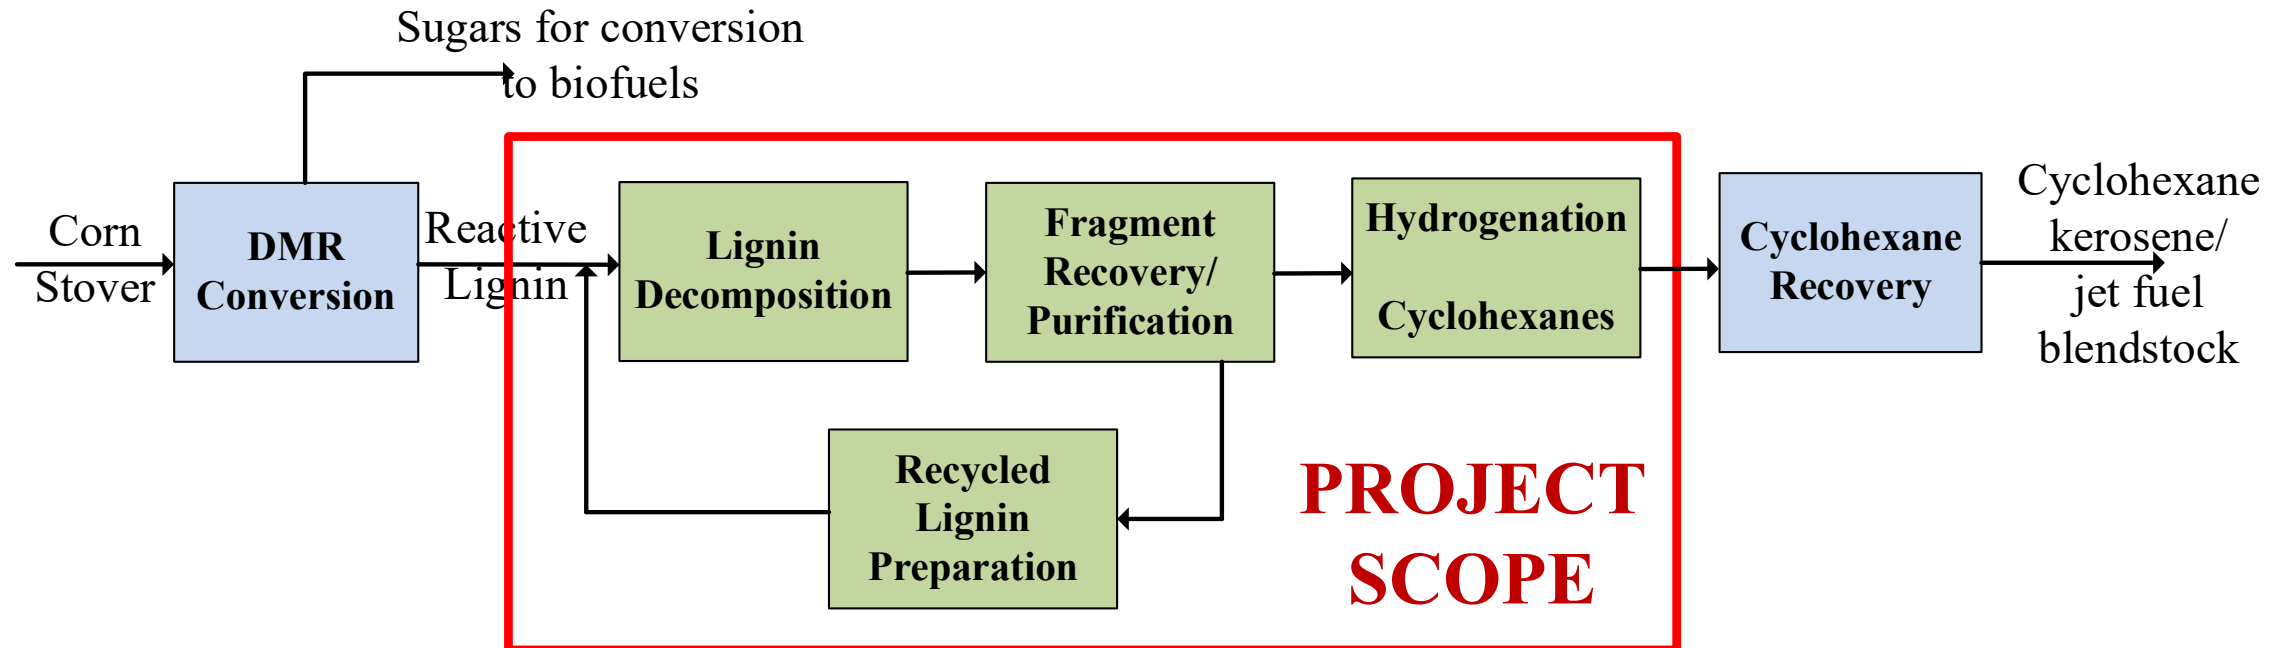 Sugars for conversion
to biofuels
Corn
Stover
DMR
Conversion
Reactive
Lignin
Lignin
Decomposition
Fragment
Recovery/
Purification
Hydrogenation
Cyclohexanes
Cyclohexane
Recovery
Cyclohexane
kerosene/
jet fuel
blendstock
Recycled
Lignin
Preparation
PROJECT
SCOPE